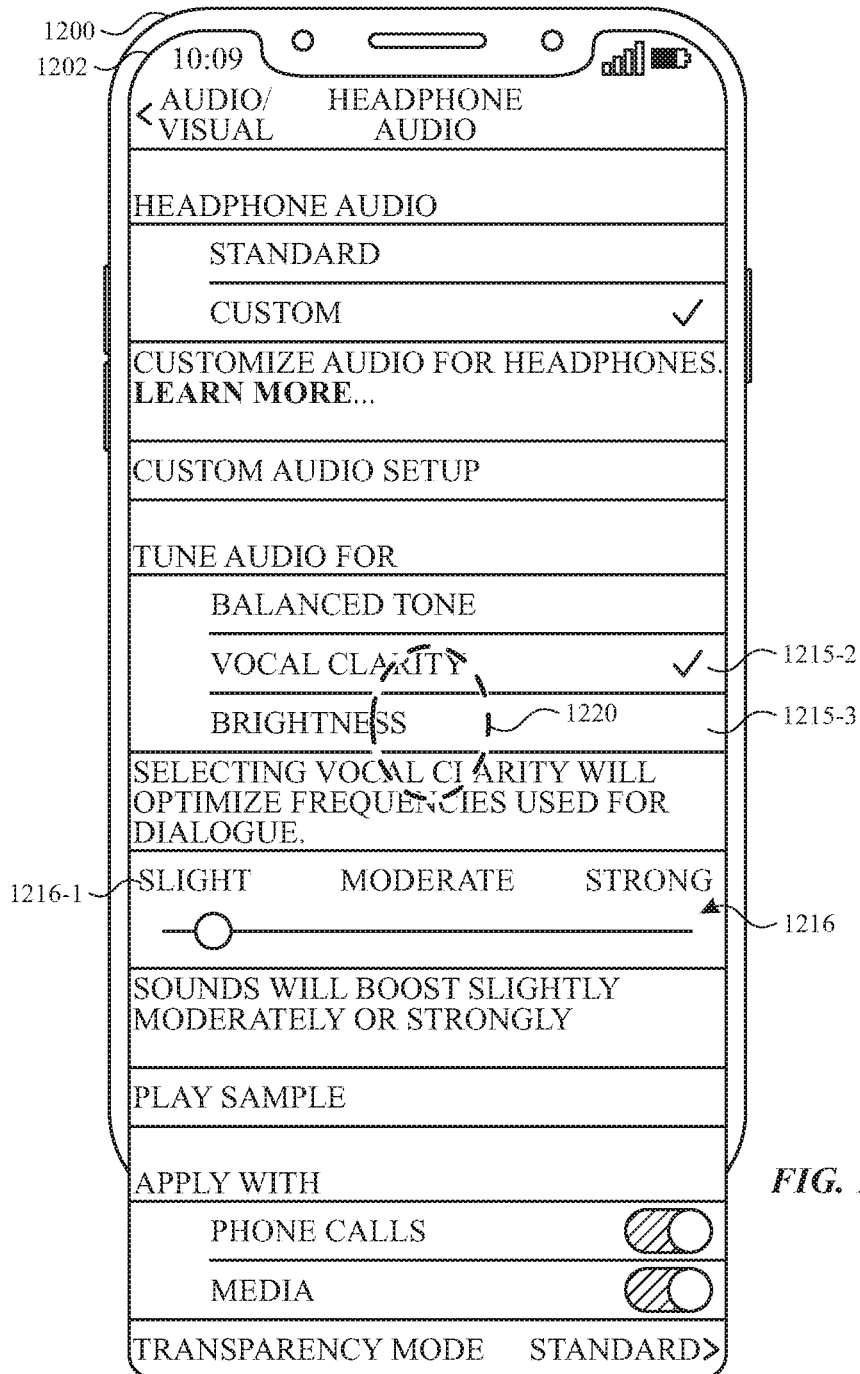 1200
1202
10:09
< AUDIO/
VISUAL
HEADPHONE
AUDIO
HEADPHONE AUDIO
STANDARD
CUSTOM
CUSTOMIZE AUDIO FOR HEADPHONES.
LEARN MORE...
CUSTOM AUDIO SETUP
TUNE AUDIO FOR
BALANCED TONE
VOCAL CLARITY
1215-2
BRIGHTNESS
1220
1215-3
SELECTING VOCAL CLARITY WILL
OPTIMIZE FREQUENCIES USED FOR
DIALOGUE.
1216-1
SLIGHT MODERATE STRONG
1216
SOUNDS WILL BOOST SLIGHTLY
MODERATELY OR STRONGLY
PLAY SAMPLE
APPLY WITH
FIG.
PHONE CALLS
MEDIA
TRANSPARENCY MODE STANDARD>